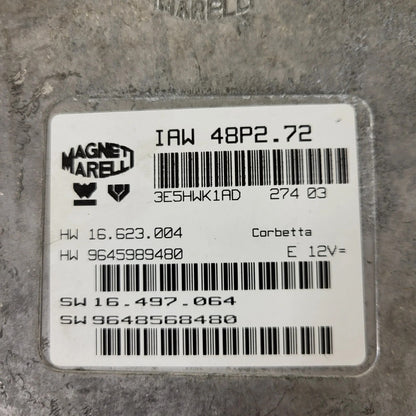 MARELLI
IAW 48P2.72
MAGNETI
MARELLI
3E5HWK1AD 274 03
HW 16.623.004 Corbetta
HW 9645989480 E 12V=
SW 16.497.064
SW 9648568480